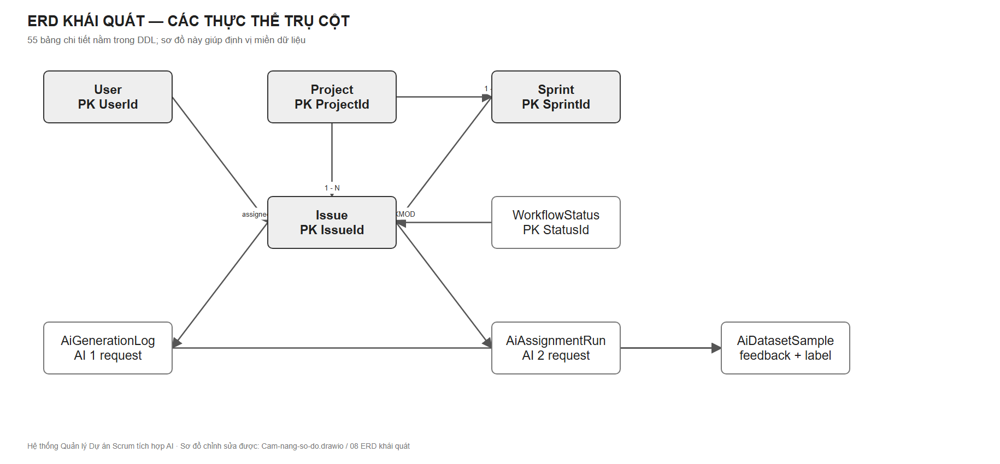 ERD KHÁI QUÁT — CÁC THỰC THỂ TRỤ CỘT
55 bảng chi tiết nằm trong DDL; sơ đồ này giúp định vị miền dữ liệu
User
PK UserId
Project
PK ProjectId
1 -
Sprint
PK SprintId
1 - N
assigne
Issue
PK IssueId
KMOD
WorkflowStatus
PK StatusId
AiGenerationLog
AI 1 request
AiAssignmentRun
AI 2 request
AiDatasetSample
feedback + label
Hệ thống Quản lý Dự án Scrum tích hợp AI · Sơ đồ chỉnh sửa được: Cam-nang-so-do.drawio / 08 ERD khái quát